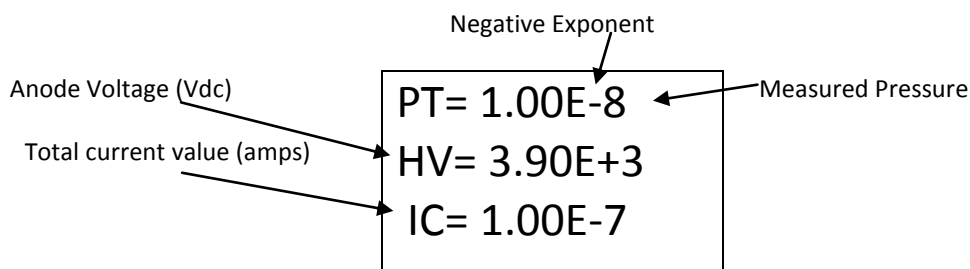 Negative Exponent
Anode Voltage (Vdc)
PT= 1.00E-8
Measured Pressure
Total current value (amps)
HV= 3.90E+3
IC= 1.00E-7